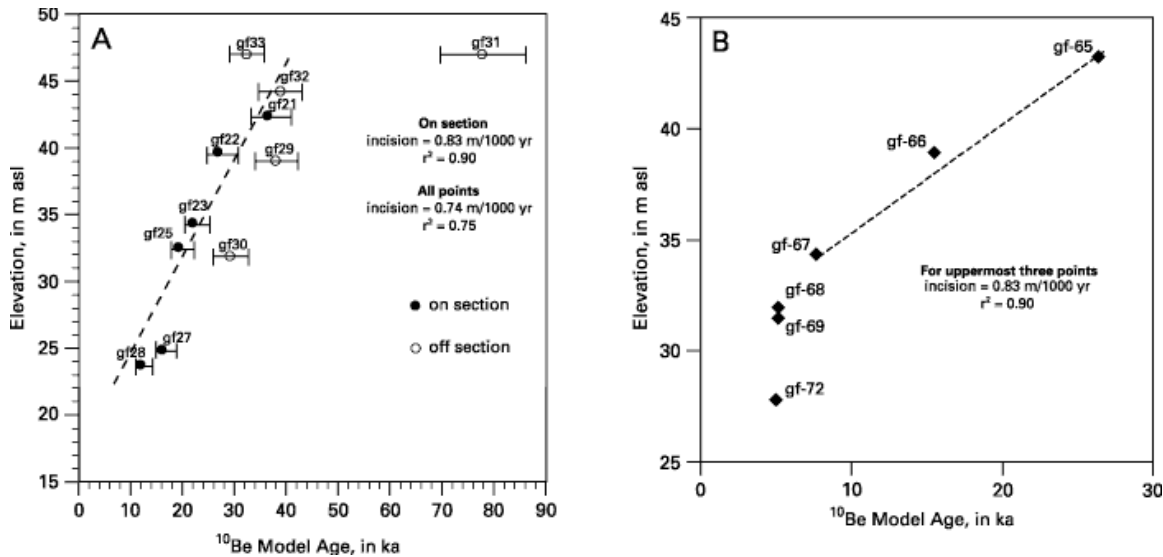 A
Elevation, in m asl
50
45
40
35
30
25
20
15
gf33
gf31
gf32
gf21
gf22
gf29
gf23
gf25
gf30
gf27
gf28
On section
incision = 0.83 m/1000 yr
r² = 0.90
All points
incision = 0.74 m/1000 yr
r² = 0.75
on section
off section
0 10 20 30 40 50 60 70 80 90
¹⁰Be Model Age, in ka
B
Elevation, in m asl
45
40
35
30
25
gf-65
gf-66
gf-67
gf-68
gf-69
gf-72
For uppermost three points
incision = 0.83 m/1000 yr
r² = 0.90
0 10 20 30
¹⁰Be Model Age, in ka